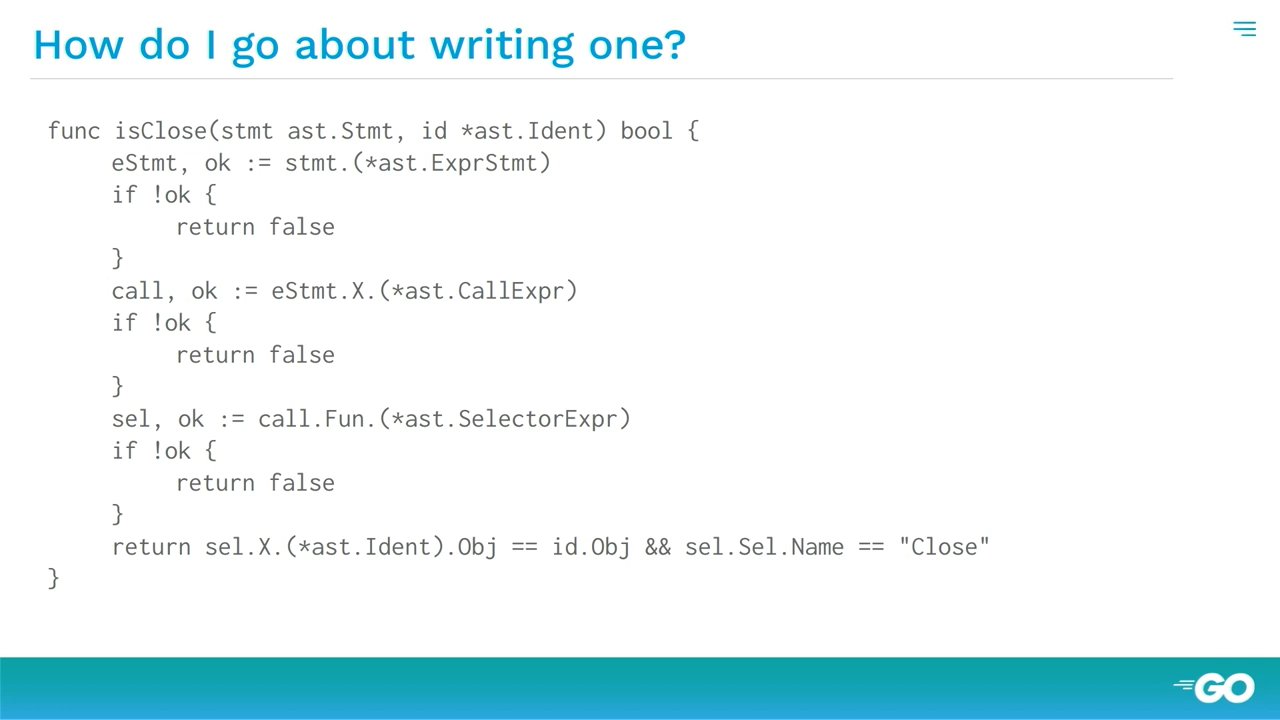 How do I go about writing one?
func isClose(stmt ast.Stmt, id *ast.Ident) bool {
eStmt, ok := stmt.(*ast.ExprStmt)
if !ok {
return false
}
call, ok := eStmt.X.(*ast.CallExpr)
if !ok {
return false
}
sel, ok := call.Fun.(*ast.SelectorExpr)
if !ok {
return false
}
return sel.X.(*ast.Ident).Obj == id.Obj && sel.Sel.Name == "Close"
}
GO